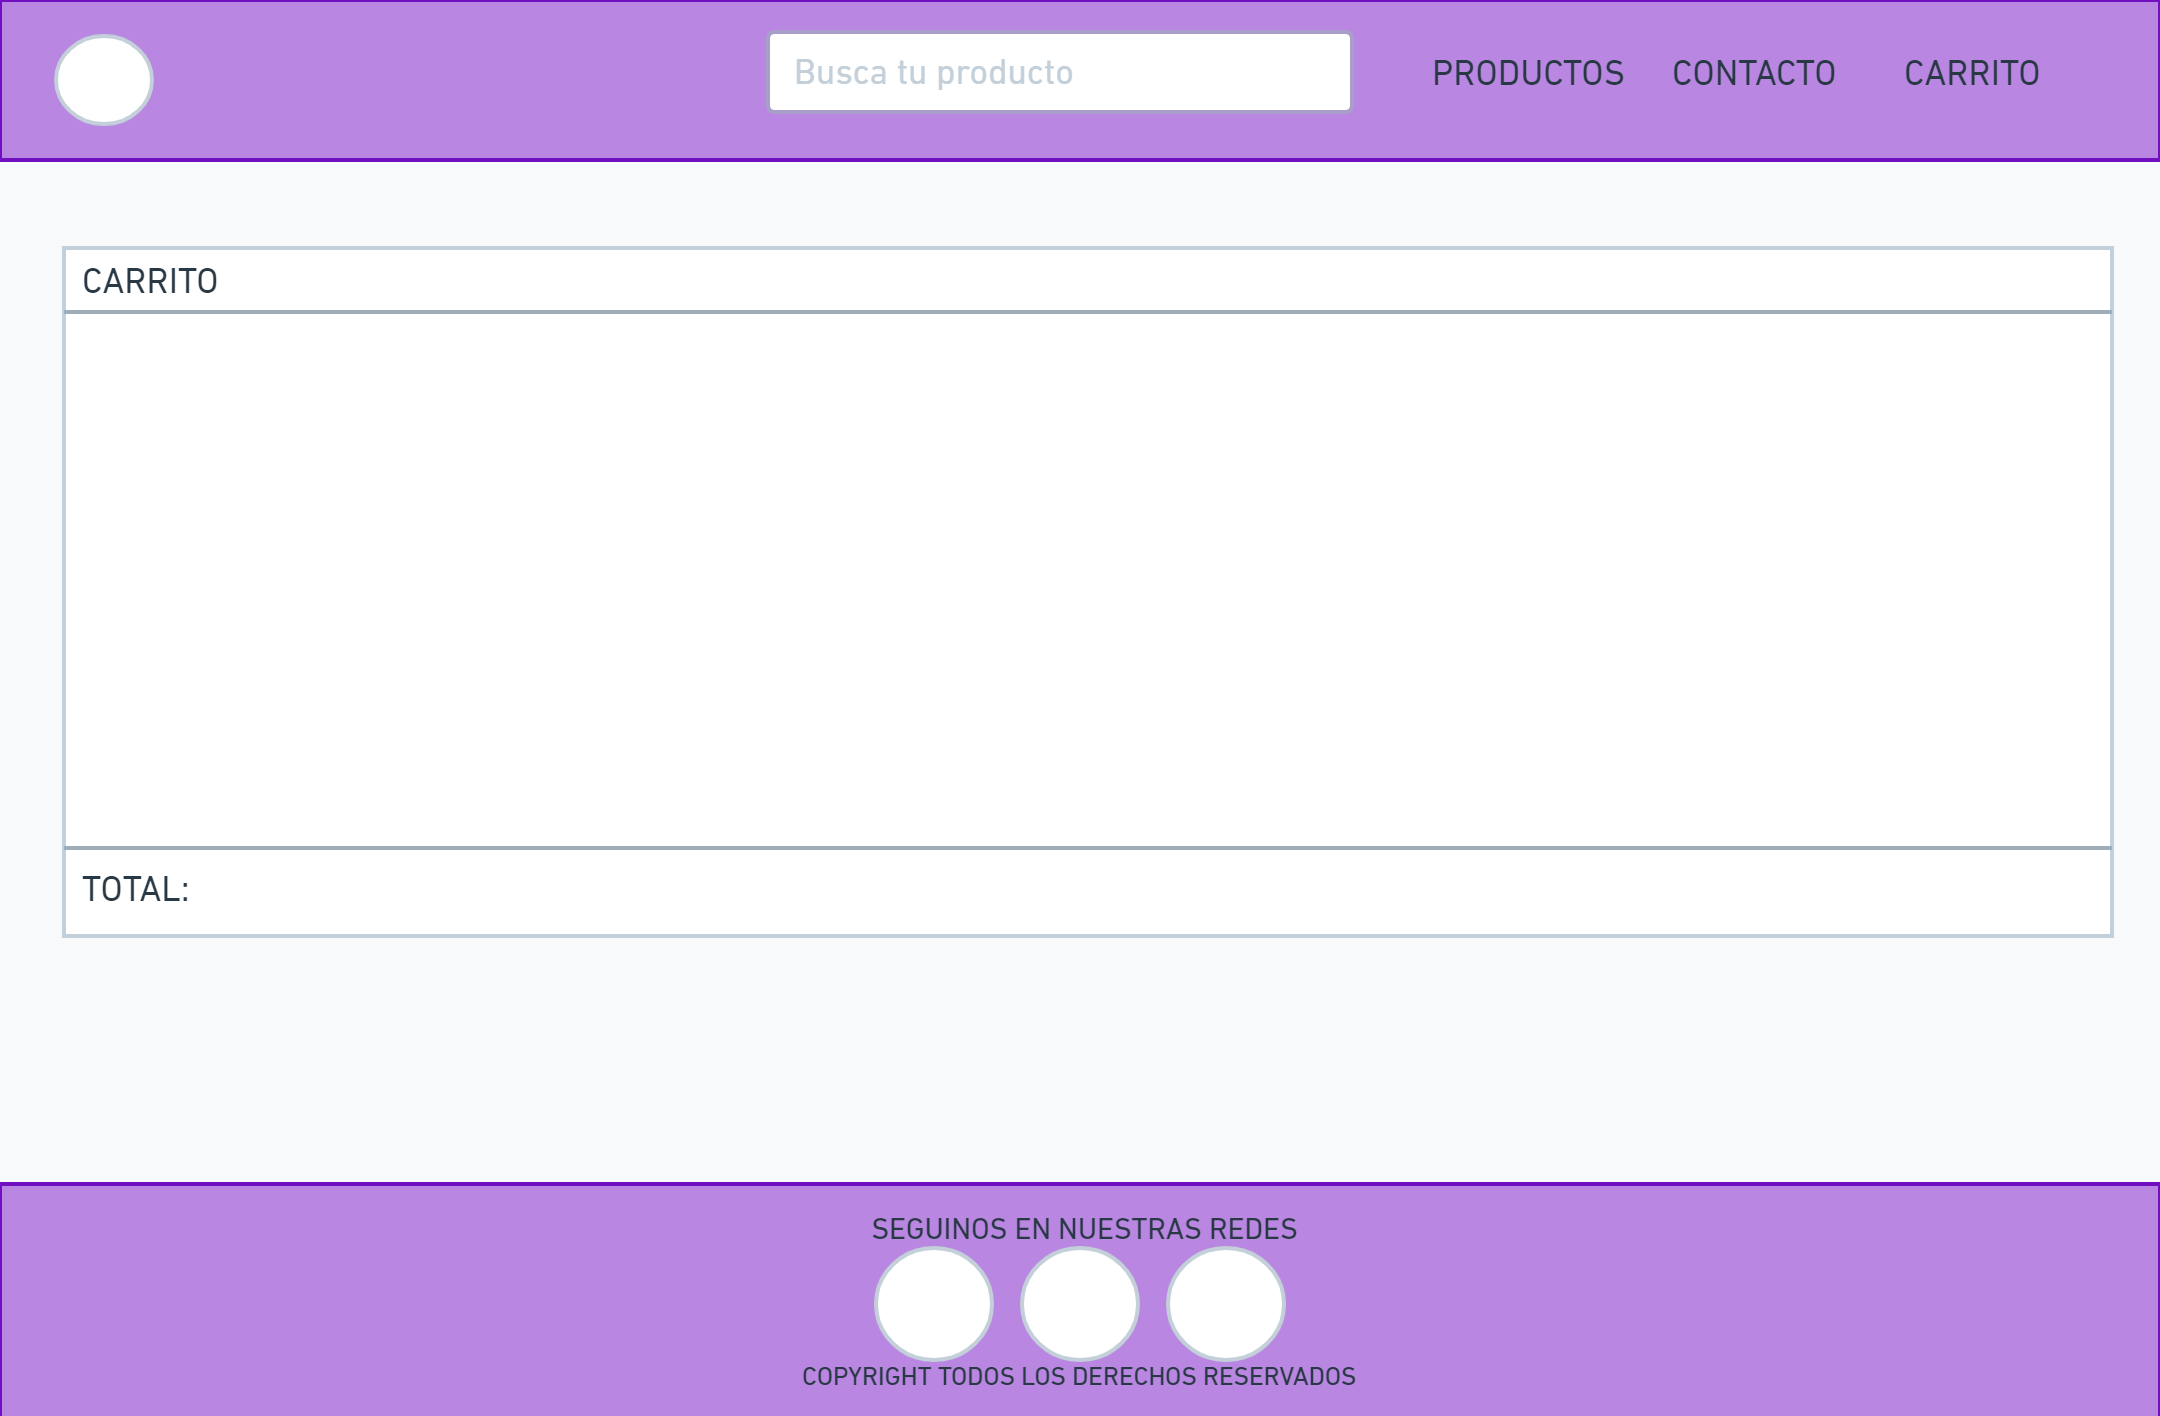 Busca tu producto
PRODUCTOS
CONTACTO
CARRITO
CARRITO
TOTAL:
SEGUINOS EN NUESTRAS REDES
COPYRIGHT TODOS LOS DERECHOS RESERVADOS